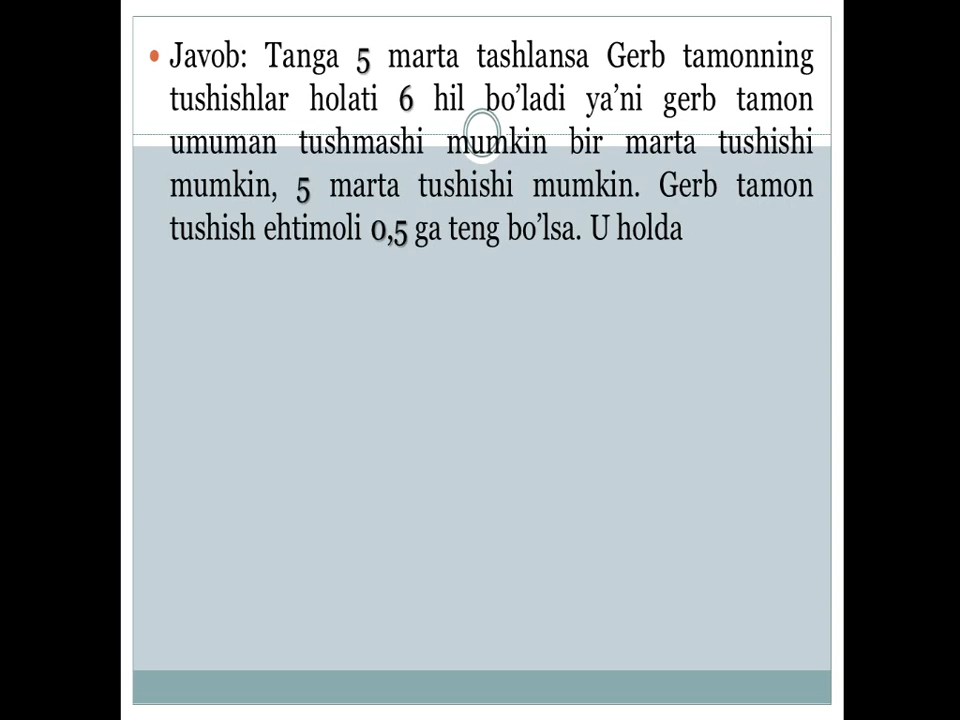 • Javob: Tanga 5 marta tashlansa Gerb tamonning
tushishlar holati 6 hil bo’ladi ya’ni gerb tamon
umuman tushmashi mumkin bir marta tushishi
mumkin, 5 marta tushishi mumkin. Gerb tamon
tushish ehtimoli 0,5 ga teng bo’lsa. U holda